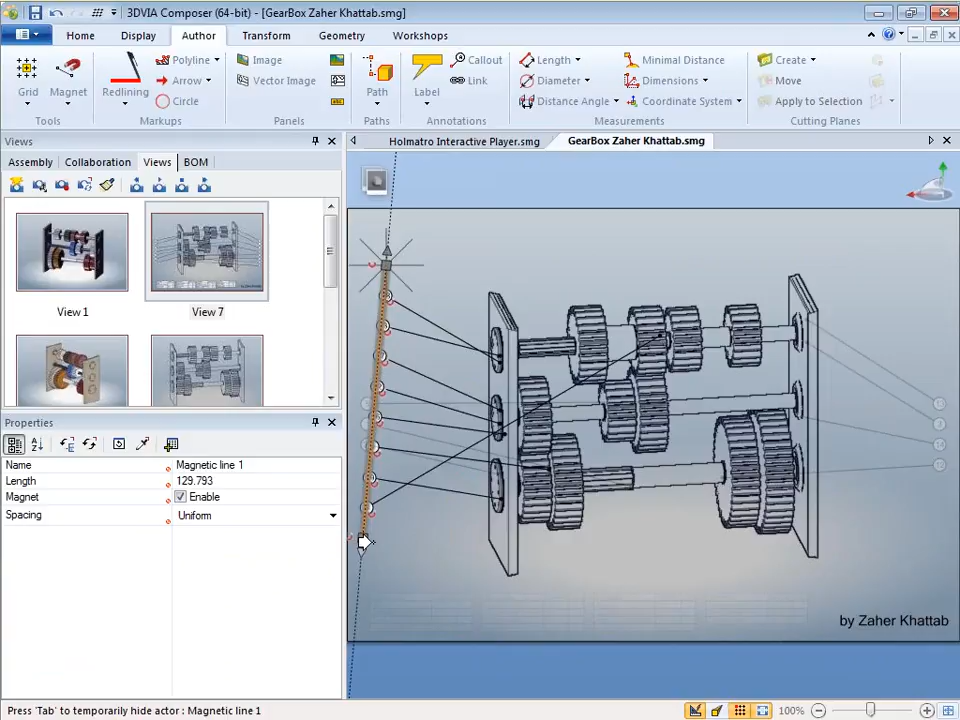 3DVIA Composer (64-bit) - [GearBox Zaher Khattab.smg]
Home Display Author Transform Geometry Workshops
Grid Magnet Redlining Polyline Arrow Circle Image Vector Image Path Label Callout Link Length Diameter Distance Angle Minimal Distance Dimensions Coordinate System Create Move Apply to Selection
Tools Markups Panels Paths Annotations Measurements Cutting Planes
Views
Holmatro Interactive Player.smg GearBox Zaher Khattab.smg
Assembly Collaboration Views BOM
View 1 View 7
Properties
Name Magnetic line 1
Length 129.793
Magnet Enable
Spacing Uniform
by Zaher Khattab
Press 'Tab' to temporarily hide actor : Magnetic line 1 100%